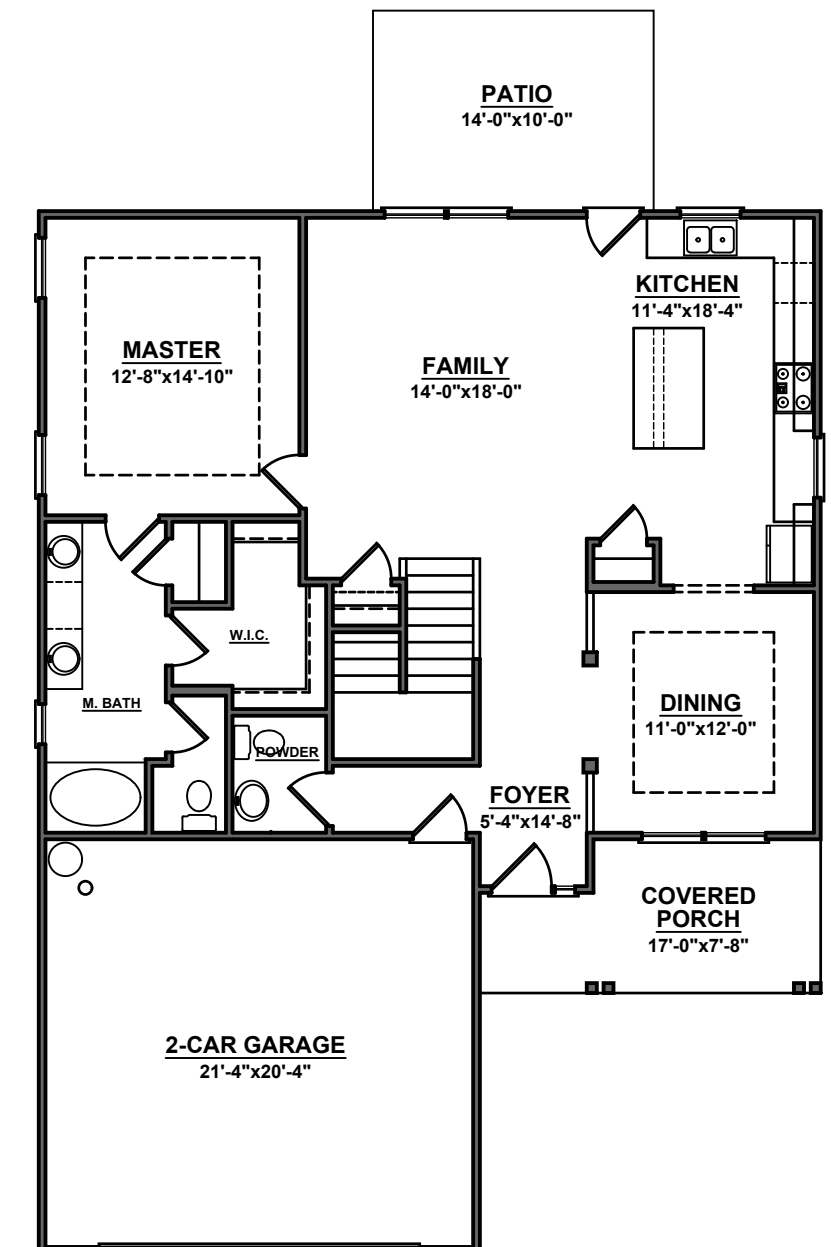 PATIO
14'-0"x10'-0"
KITCHEN
11'-4"x18'-4"
MASTER
12'-8"x14'-10"
FAMILY
14'-0"x18'-0"
W.I.C.
M. BATH
DINING
11'-0"x12'-0"
POWDER
FOYER
5'-4"x14'-8"
COVERED
PORCH
17'-0"x7'-8"
2-CAR GARAGE
21'-4"x20'-4"